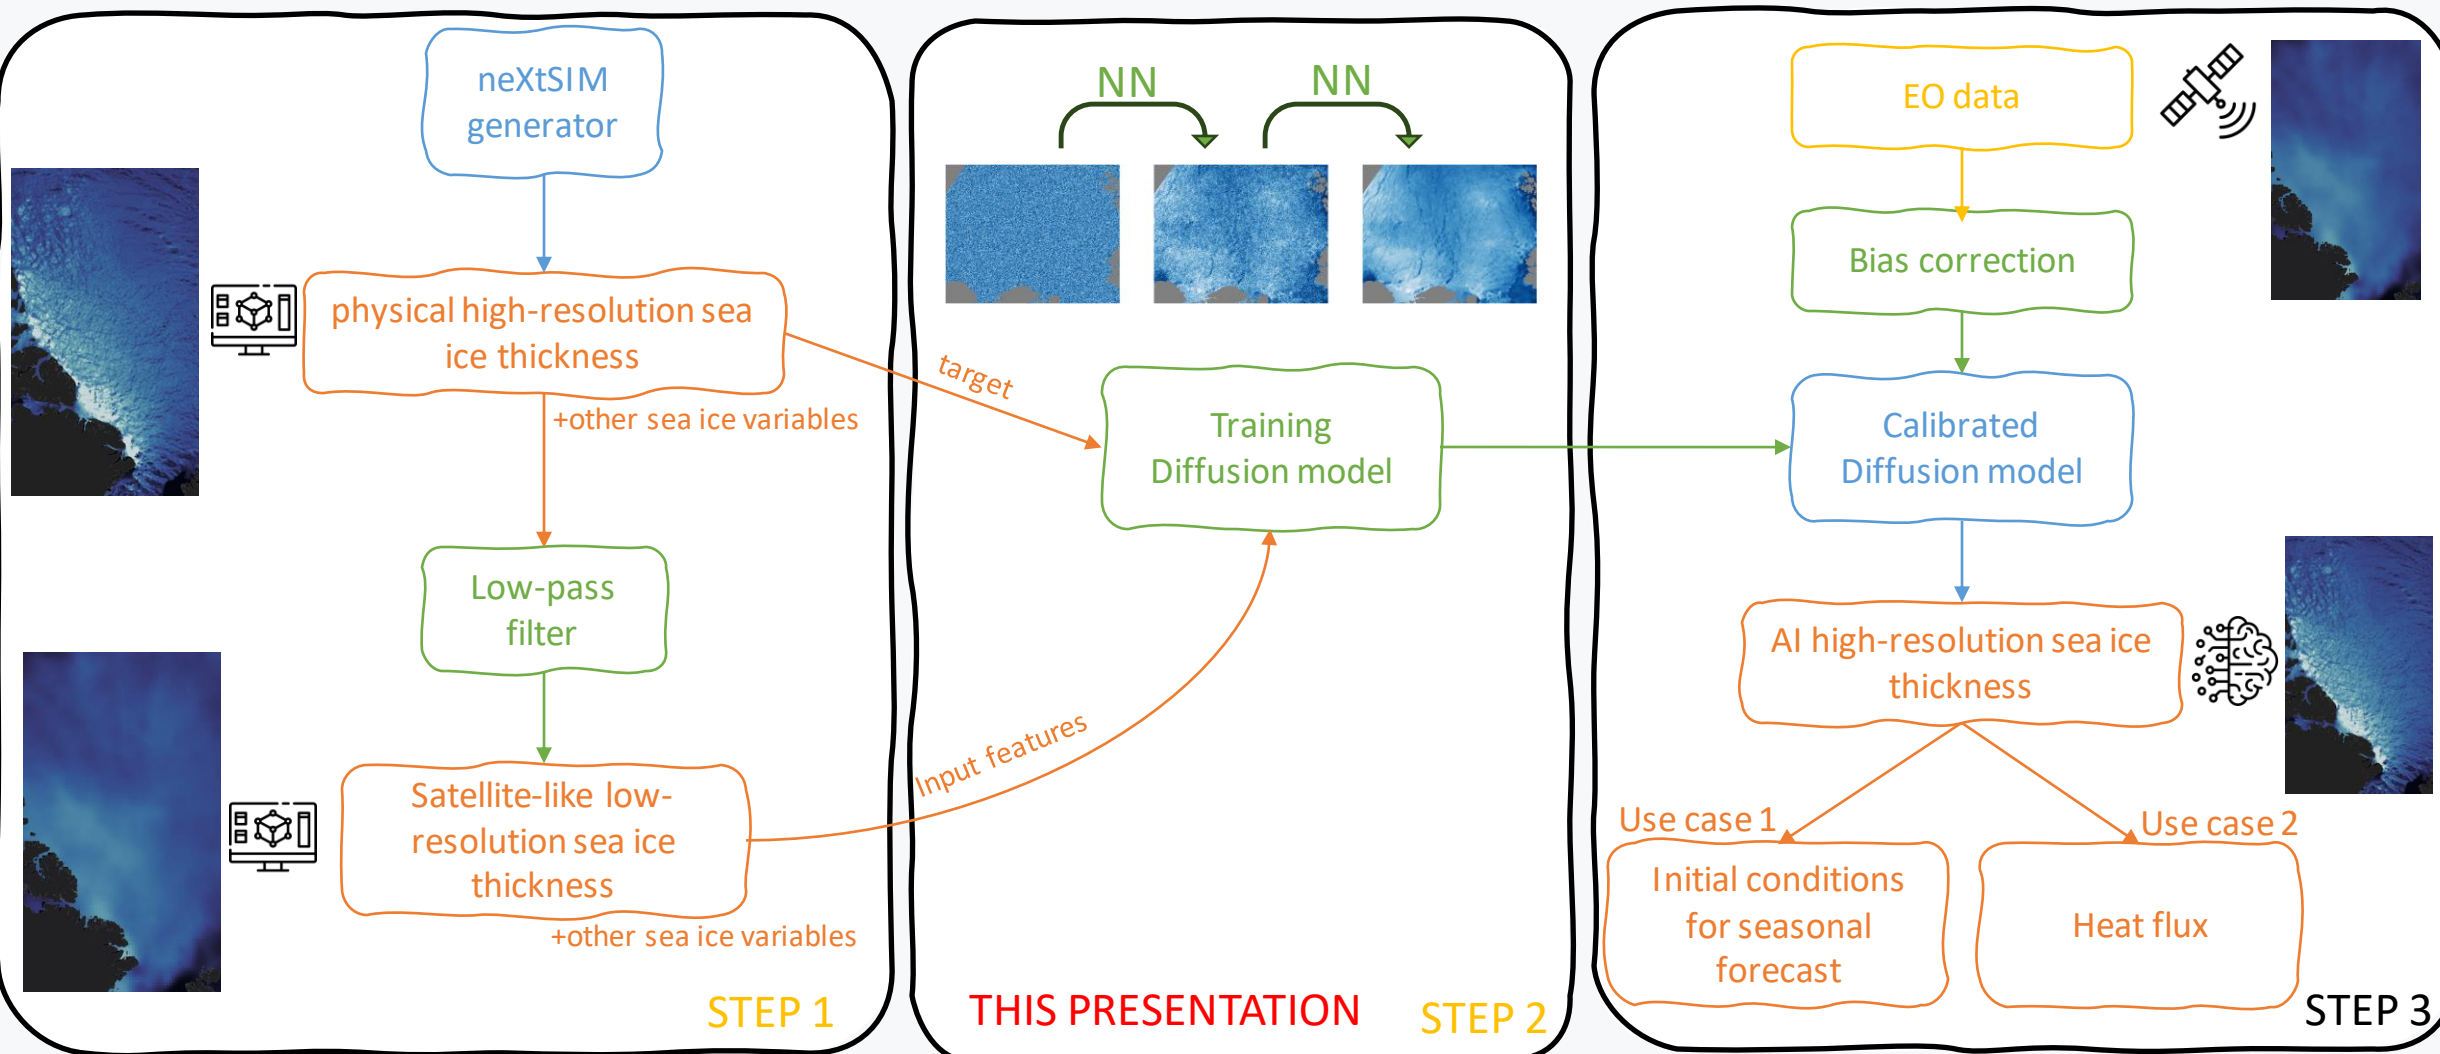 neXtSIM
generator
physical high-resolution sea
ice thickness
+other sea ice variables
Low-pass
filter
Satellite-like low-
resolution sea ice
thickness
+other sea ice variables
STEP 1
NN
NN
target
Training
Diffusion model
Input features
THIS PRESENTATION
STEP 2
EO data
Bias correction
Calibrated
Diffusion model
AI high-resolution sea ice
thickness
Use case 1
Use case 2
Initial conditions
for seasonal
forecast
Heat flux
STEP 3